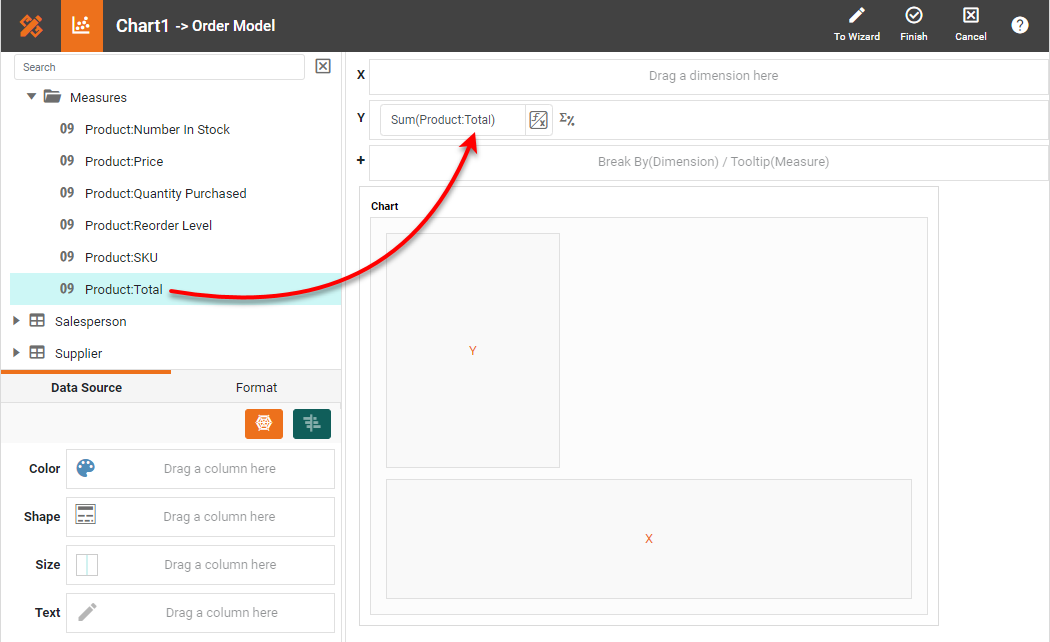 Chart1 -> Order Model
To Wizard
Finish
Cancel
?
Search
Measures
09 Product:Number In Stock
09 Product:Price
09 Product:Quantity Purchased
09 Product:Reorder Level
09 Product:SKU
09 Product:Total
Salesperson
Supplier
Data Source
Format
Color Drag a column here
Shape Drag a column here
Size Drag a column here
Text Drag a column here
X Drag a dimension here
Y Sum(Product:Total) Σ%
+ Break By(Dimension) / Tooltip(Measure)
Chart
Y
X